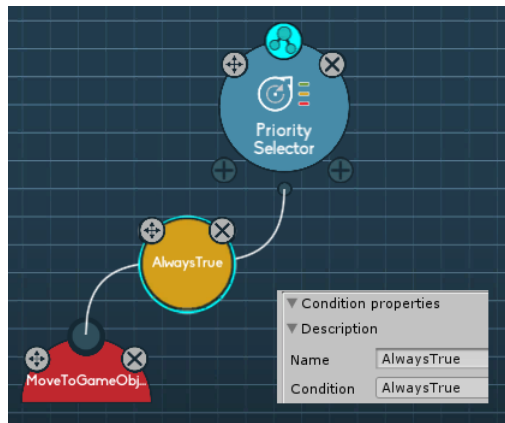 Priority
Selector
AlwaysTrue
MoveToGameObj...
Condition properties
Description
Name AlwaysTrue
Condition AlwaysTrue